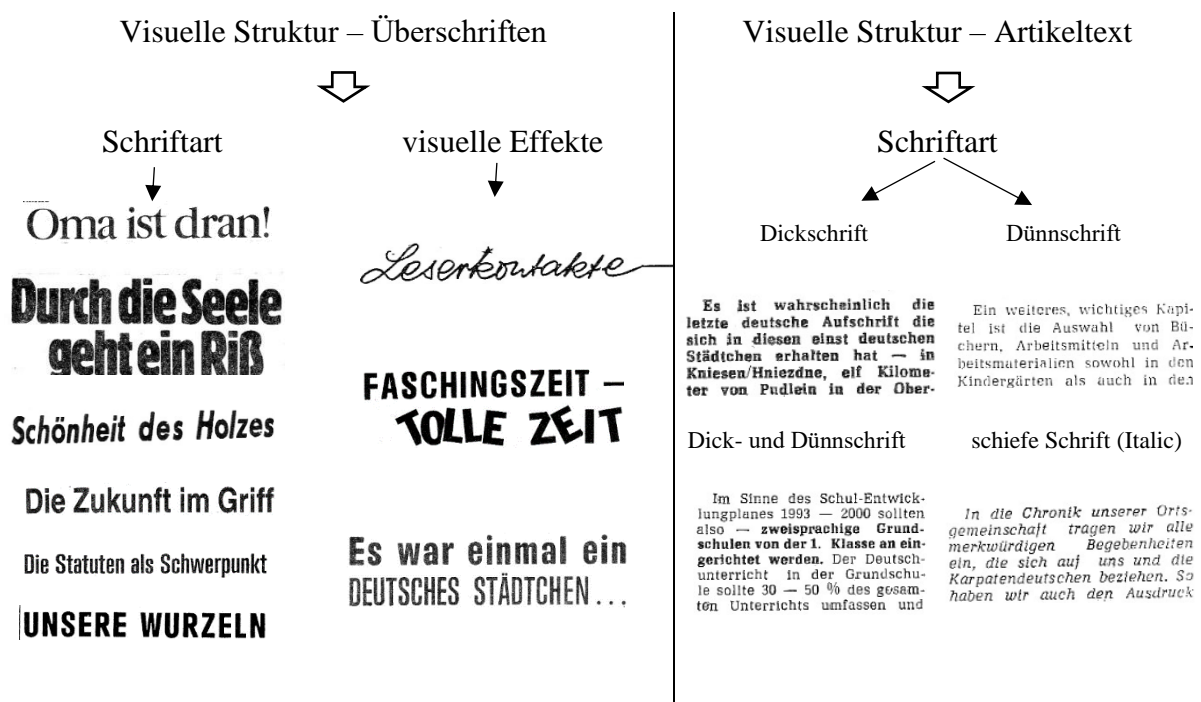 Visuelle Struktur – Überschriften
Schriftart
visuelle Effekte
Oma ist dran!
Durch die Seele
geht ein Riß
Schönheit des Holzes
Die Zukunft im Griff
Die Statuten als Schwerpunkt
UNSERE WURZELN
Leserkontakte
FASCHINGSZEIT –
TOLLE ZEIT
Es war einmal ein
DEUTSCHES STÄDTCHEN...
Visuelle Struktur – Artikeltext
Schriftart
Dickschrift
Dünnschrift
Es ist wahrscheinlich die
letzte deutsche Aufschrift die
sich in diesen einst deutschen
Städtchen erhalten hat — in
Kniesen/Hniezdne, elf Kilome-
ter von Pudlein in der Ober-
Ein weiteres, wichtiges Kapi-
tel ist die Auswahl von Bü-
chern, Arbeitsmitteln und Ar-
beitsmaterialien sowohl in den
Kindergärten als auch in den
Dick- und Dünnschrift
schiefe Schrift (Italic)
Im Sinne des Schul-Entwick-
lungplanes 1993 — 2000 sollten
also — zweisprachige Grund-
schulen von der 1. Klasse an ein-
gerichtet werden. Der Deutsch-
unterricht in der Grundschu-
le sollte 30 — 50 % des gesam-
ten Unterrichts umfassen und
In die Chronik unserer Orts-
gemeinschaft tragen wir alle
merkwürdigen Begebenheiten
ein, die sich auf uns und die
Karpatendeutschen beziehen. So
haben wir auch den Ausdruck